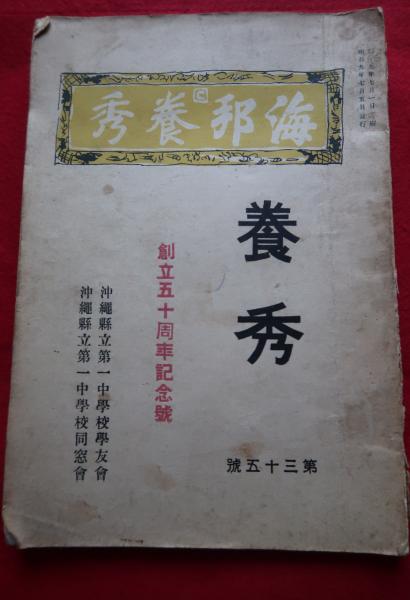 海邦養秀
養秀
創立五十周年記念號
沖繩縣立第一中學校學友會
沖繩縣立第一中學校同窓會
第三十五號